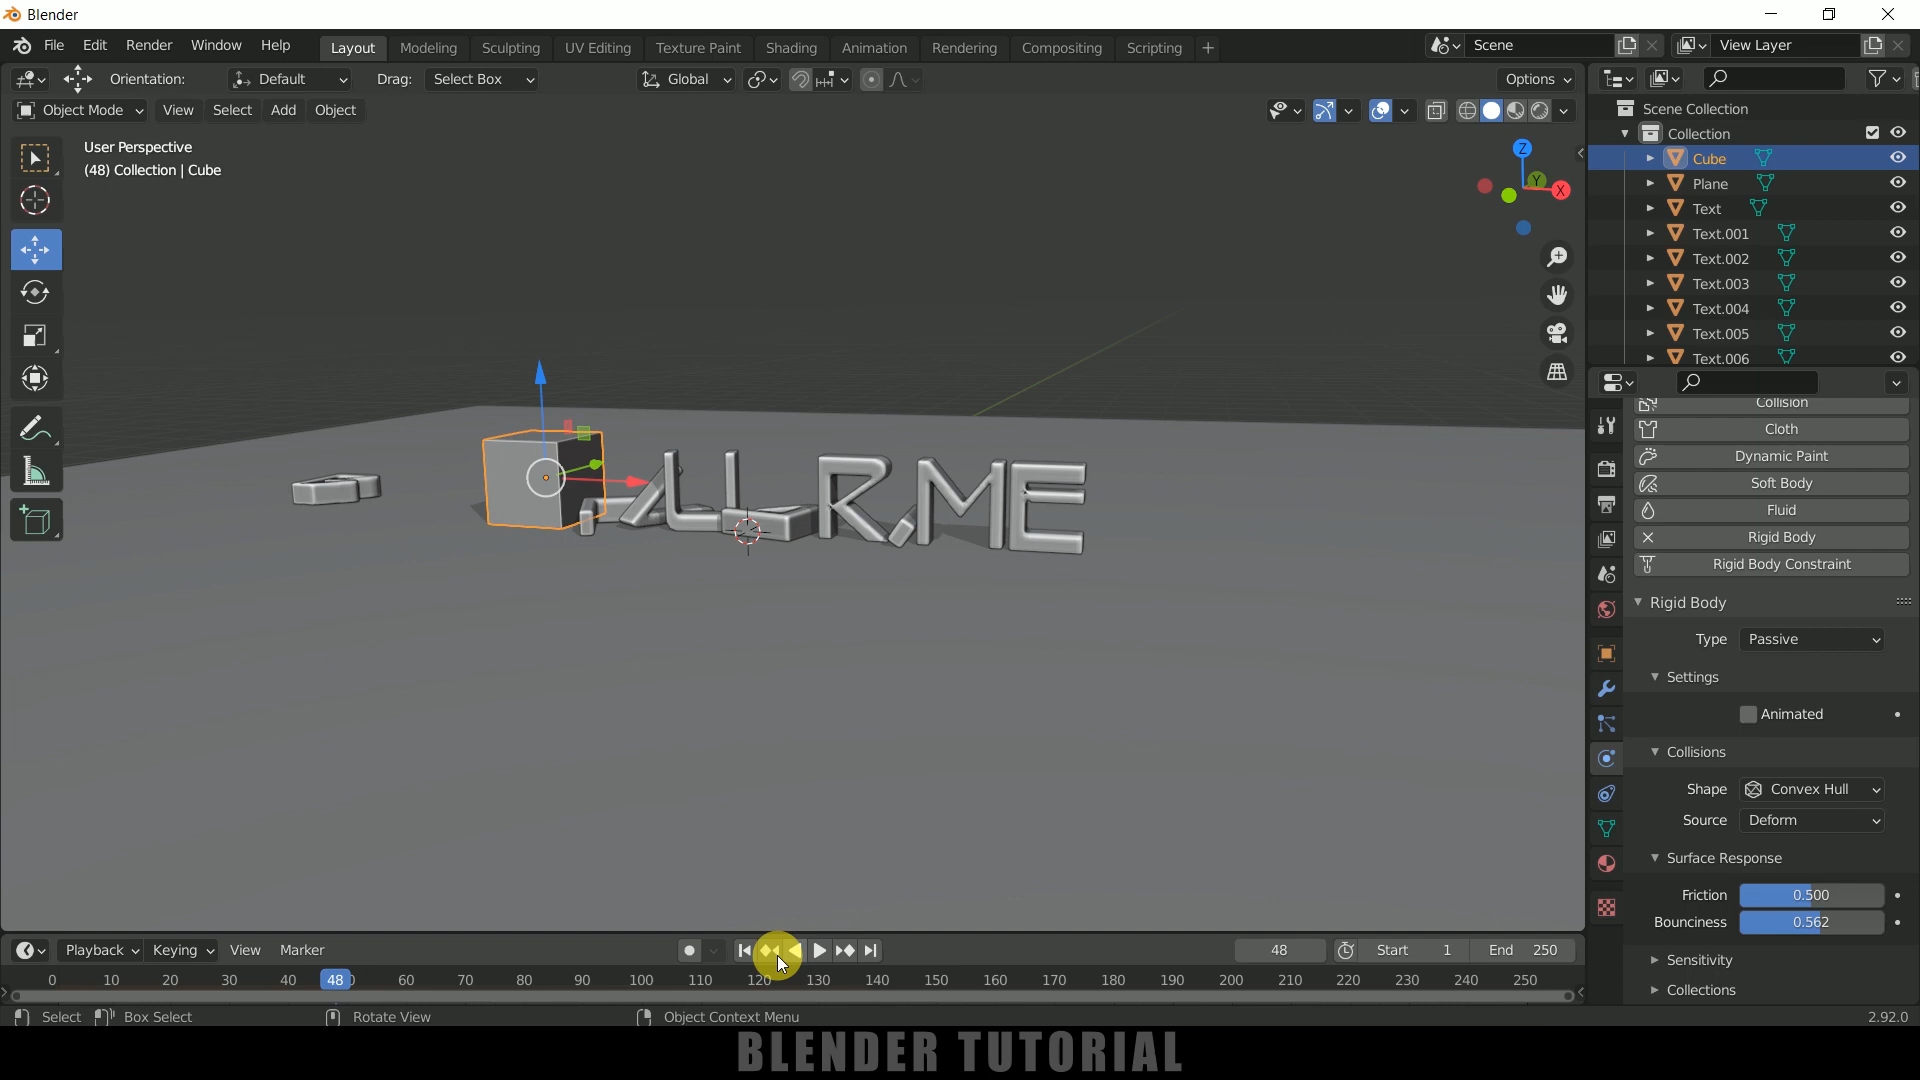 Blender
File Edit Render Window Help Layout Modeling Sculpting UV Editing Texture Paint Shading Animation Rendering Compositing Scripting + Scene View Layer
Orientation: Default Drag: Select Box Global Options
Object Mode View Select Add Object
User Perspective
(48) Collection | Cube
Z
Y
X
Scene Collection
Collection
Cube
Plane
Text
Text.001
Text.002
Text.003
Text.004
Text.005
Text.006
Collision
Cloth
Dynamic Paint
Soft Body
Fluid
Rigid Body
Rigid Body Constraint
Rigid Body
Type Passive
Settings
Animated
Collisions
Shape Convex Hull
Source Deform
Surface Response
Friction 0.500
Bounciness 0.562
Sensitivity
Collections
Playback Keying View Marker 48 Start 1 End 250
0 10 20 30 40 48 60 70 80 90 100 110 120 130 140 150 160 170 180 190 200 210 220 230 240 250
Select Box Select Rotate View Object Context Menu 2.92.0
BLENDER TUTORIAL